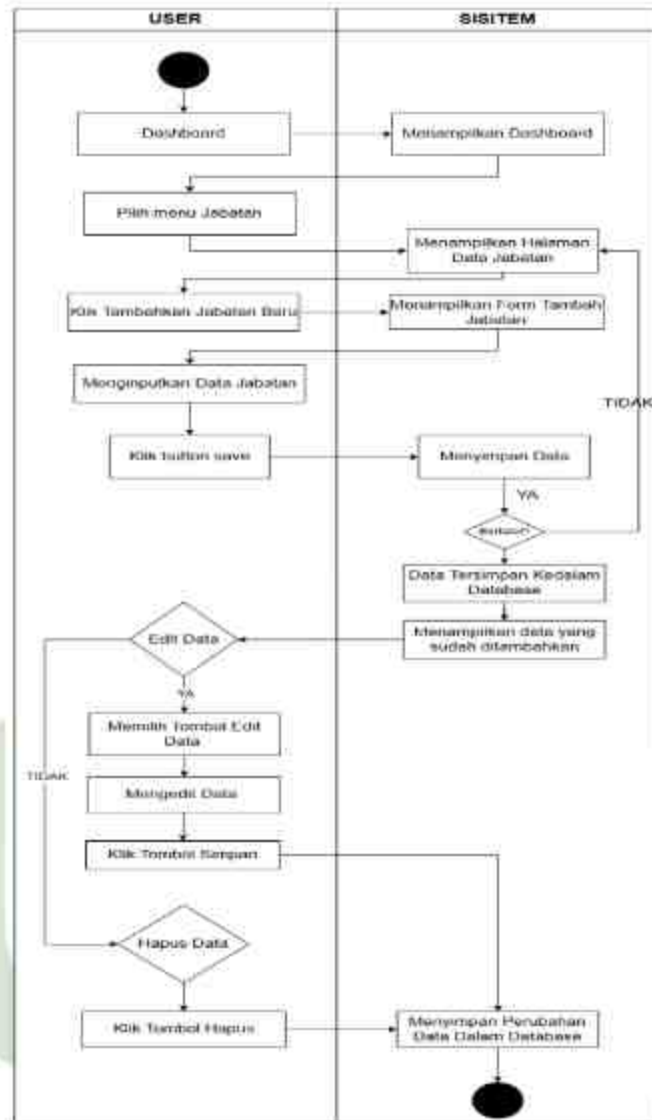 USER
SISITEM
Dashboard
Menampilkan Dashboard
Pilih menu Jabatan
Menampilkan Halaman
Data Jabatan
Klik Tambahkan Jabatan Baru
Menampilkan Form Tambah
Jabatan
Menginputkan Data Jabatan
TIDAK
Klik button save
Menyimpan Data
YA
Data Tersimpan Kedalam
Database
Edit Data
Menampilkan data yang
sudah ditambahkan
YA
Memilih Tombol Edit
Data
TIDAK
Mengedit Data
Klik Tombol
Hapus Data
Klik Tombol Hapus
Menyimpan Perubahan
Data Dalam Database